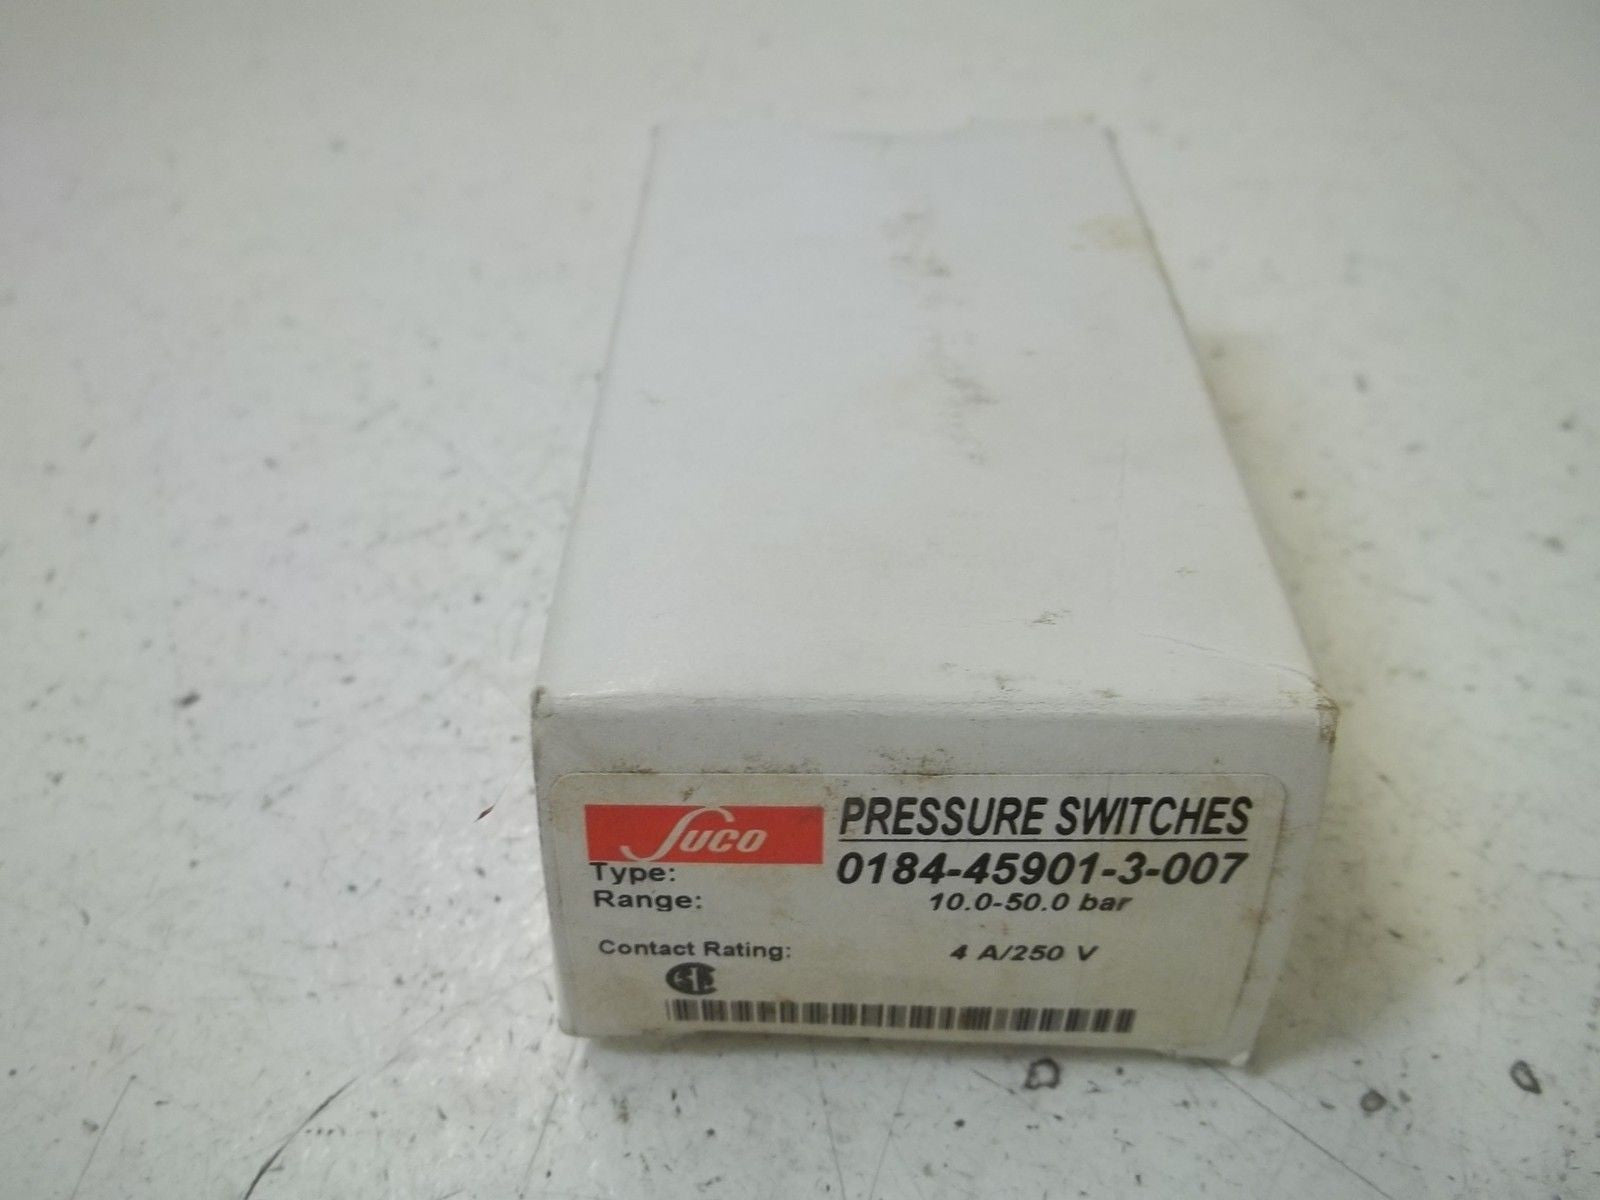 Suco
PRESSURE SWITCHES
Type: 0184-45901-3-007
Range: 10.0-50.0 bar
Contact Rating: 4 A/250 V